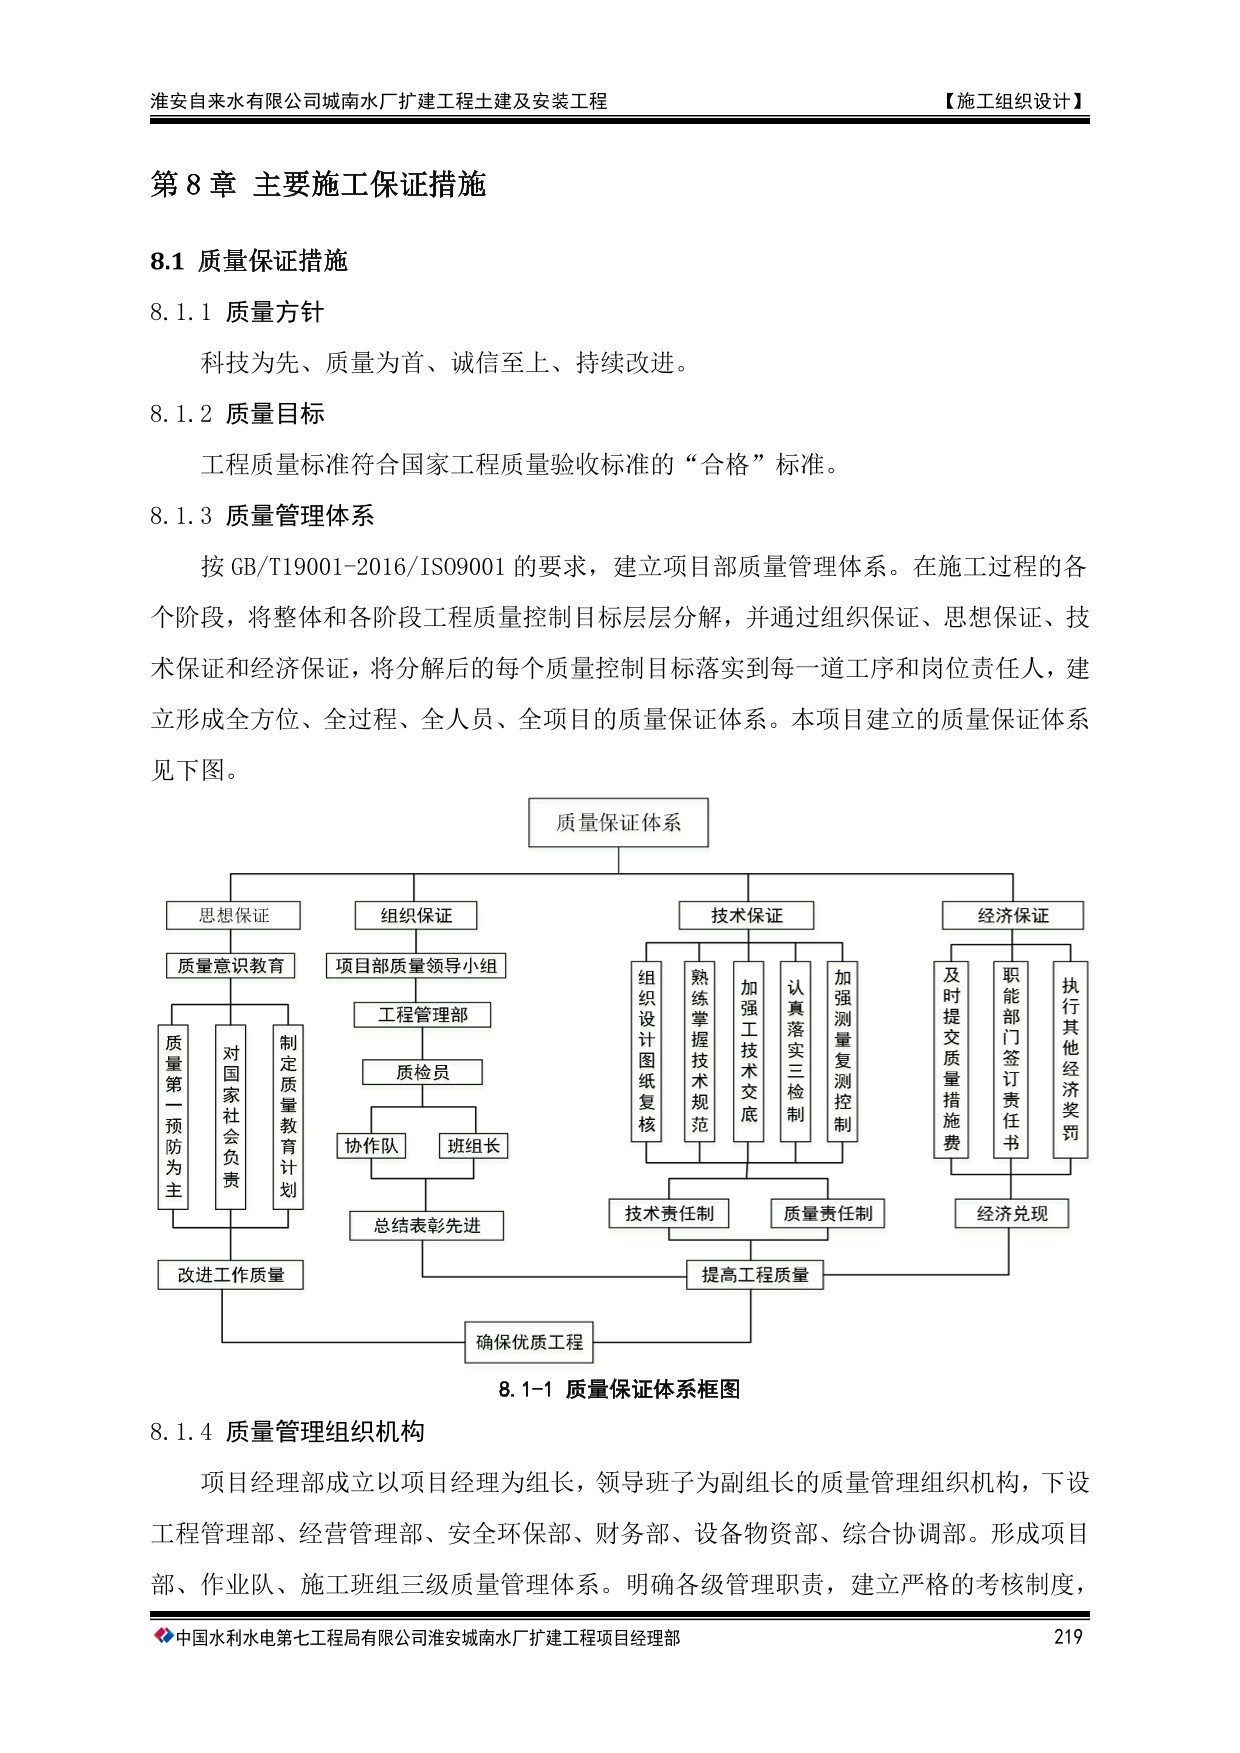 淮安自来水有限公司城南水厂扩建工程土建及安装工程 【施工组织设计】
第 8 章 主要施工保证措施
8.1 质量保证措施
8.1.1 质量方针
科技为先、质量为首、诚信至上、持续改进。
8.1.2 质量目标
工程质量标准符合国家工程质量验收标准的“合格”标准。
8.1.3 质量管理体系
按 GB/T19001-2016/ISO9001 的要求，建立项目部质量管理体系。在施工过程的各
个阶段，将整体和各阶段工程质量控制目标层层分解，并通过组织保证、思想保证、技
术保证和经济保证，将分解后的每个质量控制目标落实到每一道工序和岗位责任人，建
立形成全方位、全过程、全人员、全项目的质量保证体系。本项目建立的质量保证体系
见下图。
质量保证体系
思想保证
组织保证
技术保证
经济保证
质量意识教育
项目部质量领导小组
工程管理部
质检员
协作队
班组长
总结表彰先进
质量第一预防为主
对国家社会负责
制定质量教育计划
组织设计图纸复核
熟练掌握技术规范
加强工技术交底
认真落实三检制
加强测量复测控制
及时提交质量措施费
职能部门签订责任书
执行其他经济奖罚
技术责任制
质量责任制
经济兑现
改进工作质量
提高工程质量
确保优质工程
8.1-1 质量保证体系框图
8.1.4 质量管理组织机构
项目经理部成立以项目经理为组长，领导班子为副组长的质量管理组织机构，下设
工程管理部、经营管理部、安全环保部、财务部、设备物资部、综合协调部。形成项目
部、作业队、施工班组三级质量管理体系。明确各级管理职责，建立严格的考核制度，
中国水利水电第七工程局有限公司淮安城南水厂扩建工程项目经理部 219